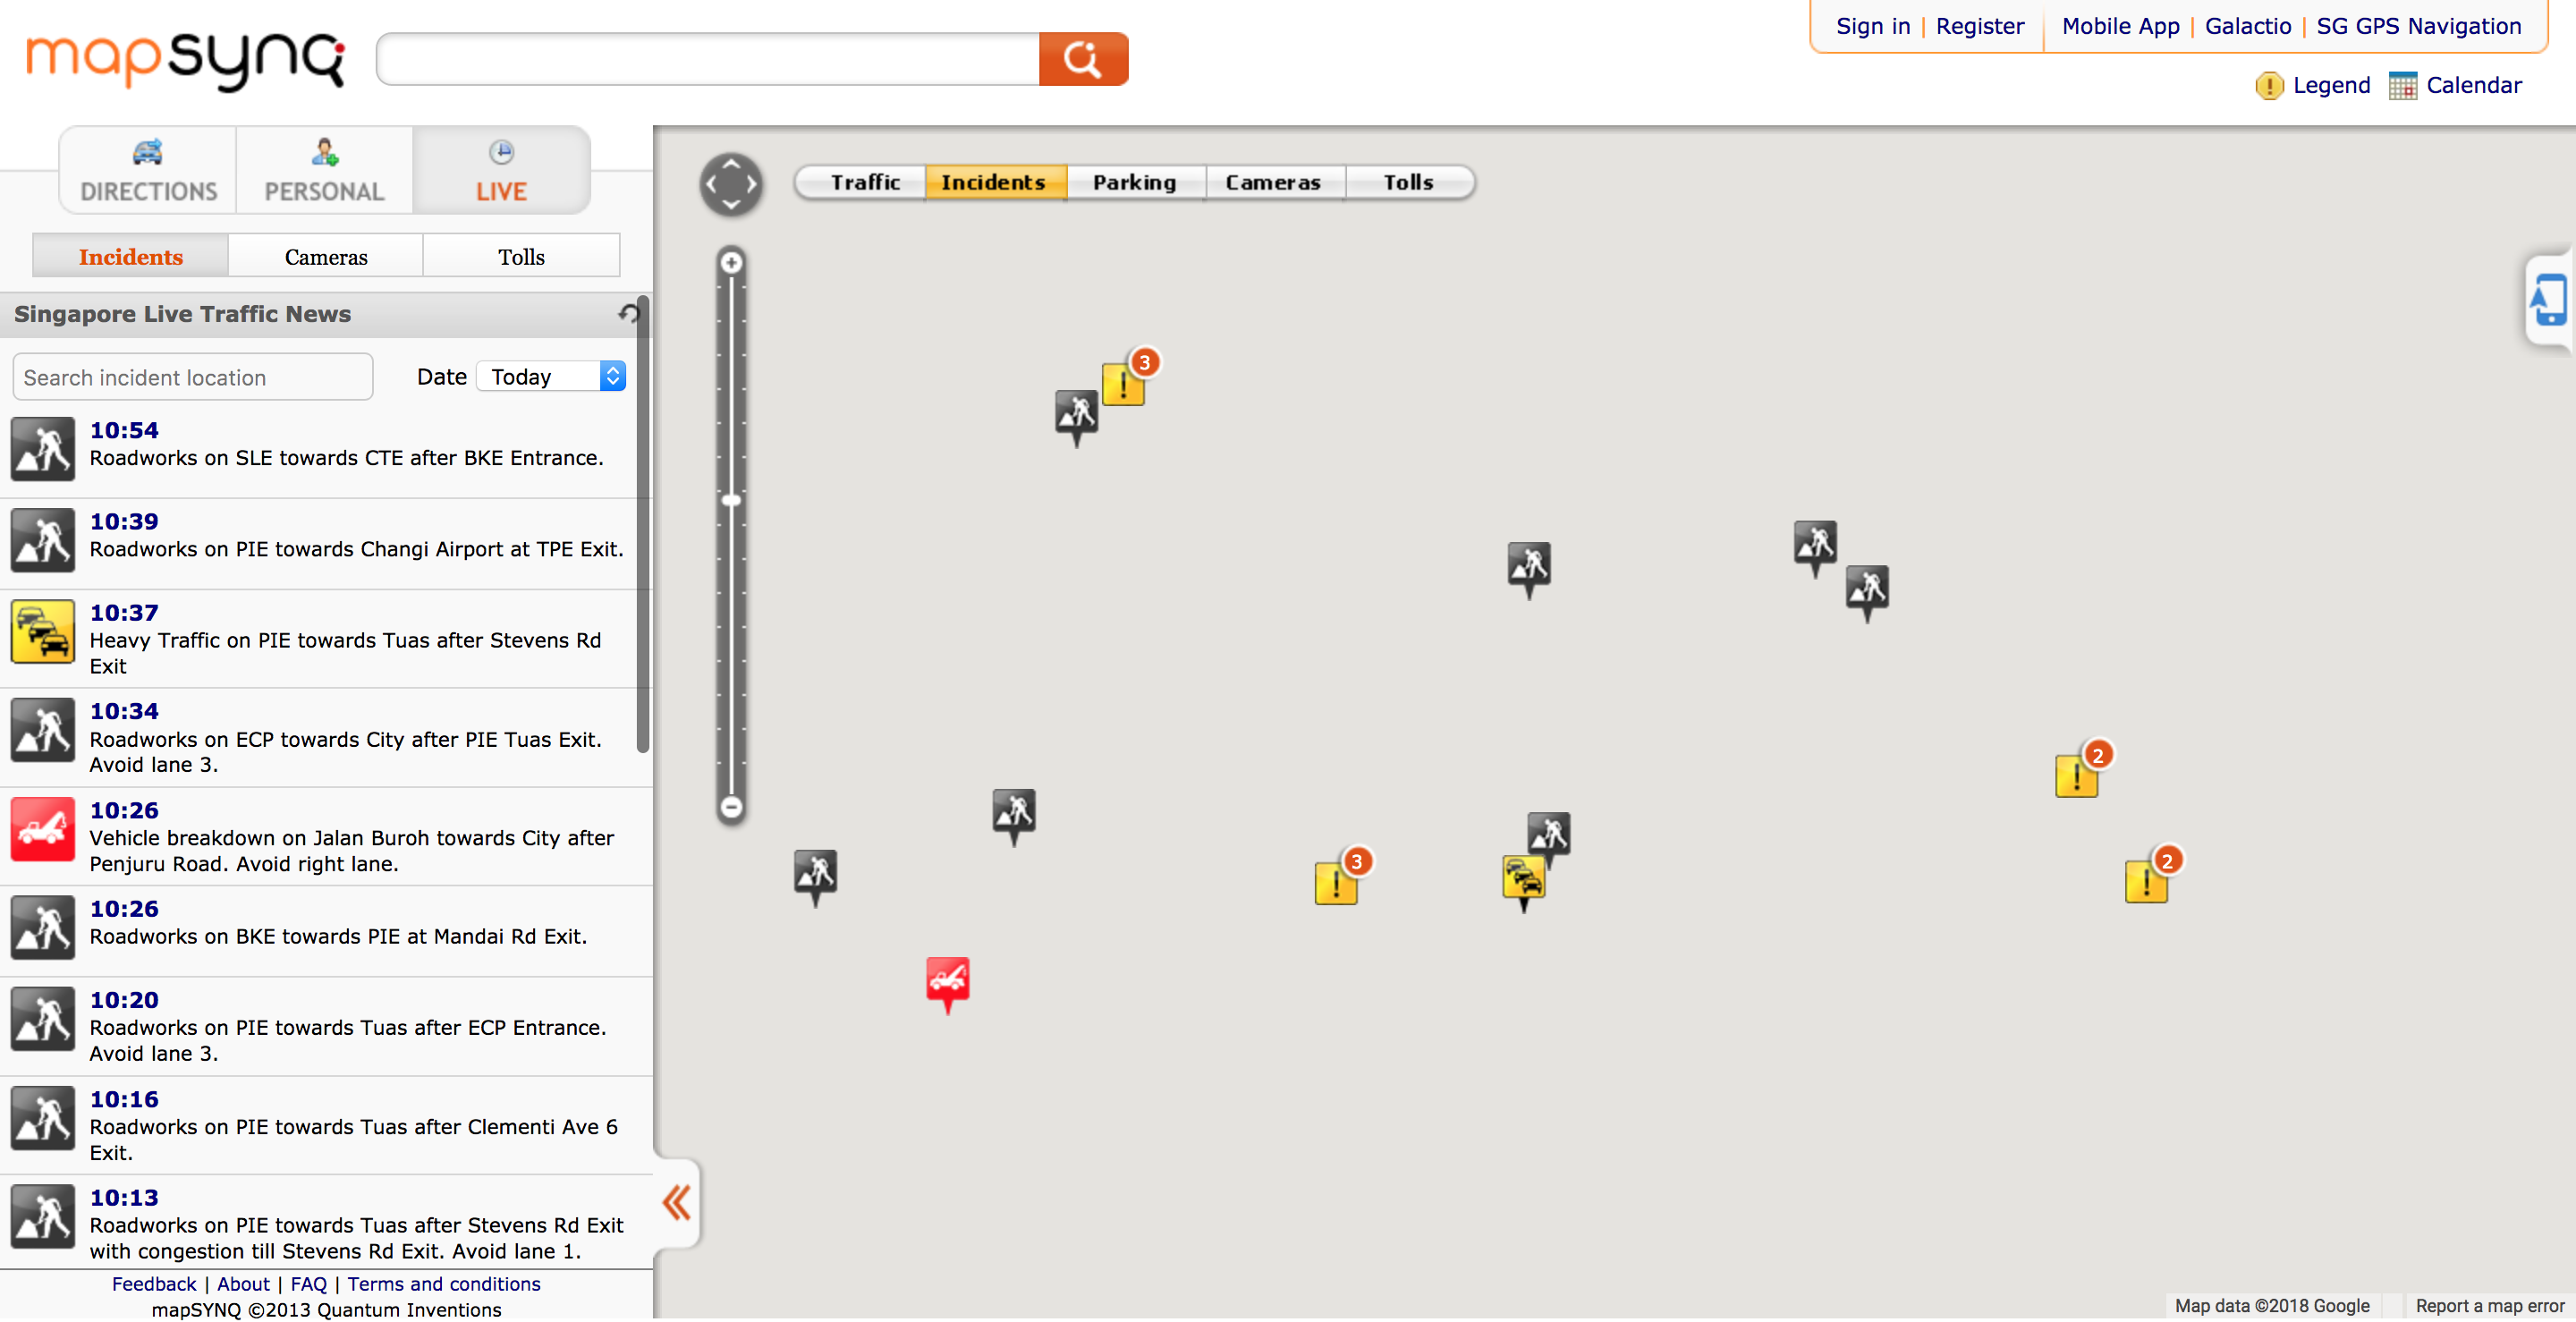 mapsynq
Sign in | Register
Mobile App | Galactio | SG GPS Navigation
Legend
Calendar
DIRECTIONS
PERSONAL
LIVE
Incidents
Cameras
Tolls
Singapore Live Traffic News
Search incident location
Date
Today
10:54
Roadworks on SLE towards CTE after BKE Entrance.
10:39
Roadworks on PIE towards Changi Airport at TPE Exit.
10:37
Heavy Traffic on PIE towards Tuas after Stevens Rd
Exit
10:34
Roadworks on ECP towards City after PIE Tuas Exit.
Avoid lane 3.
10:26
Vehicle breakdown on Jalan Buroh towards City after
Penjuru Road. Avoid right lane.
10:26
Roadworks on BKE towards PIE at Mandai Rd Exit.
10:20
Roadworks on PIE towards Tuas after ECP Entrance.
Avoid lane 3.
10:16
Roadworks on PIE towards Tuas after Clementi Ave 6
Exit.
10:13
Roadworks on PIE towards Tuas after Stevens Rd Exit
with congestion till Stevens Rd Exit. Avoid lane 1.
Feedback | About | FAQ | Terms and conditions
mapSYNQ ©2013 Quantum Inventions
Traffic
Incidents
Parking
Cameras
Tolls
3
2
3
2
Map data ©2018 Google
Report a map error